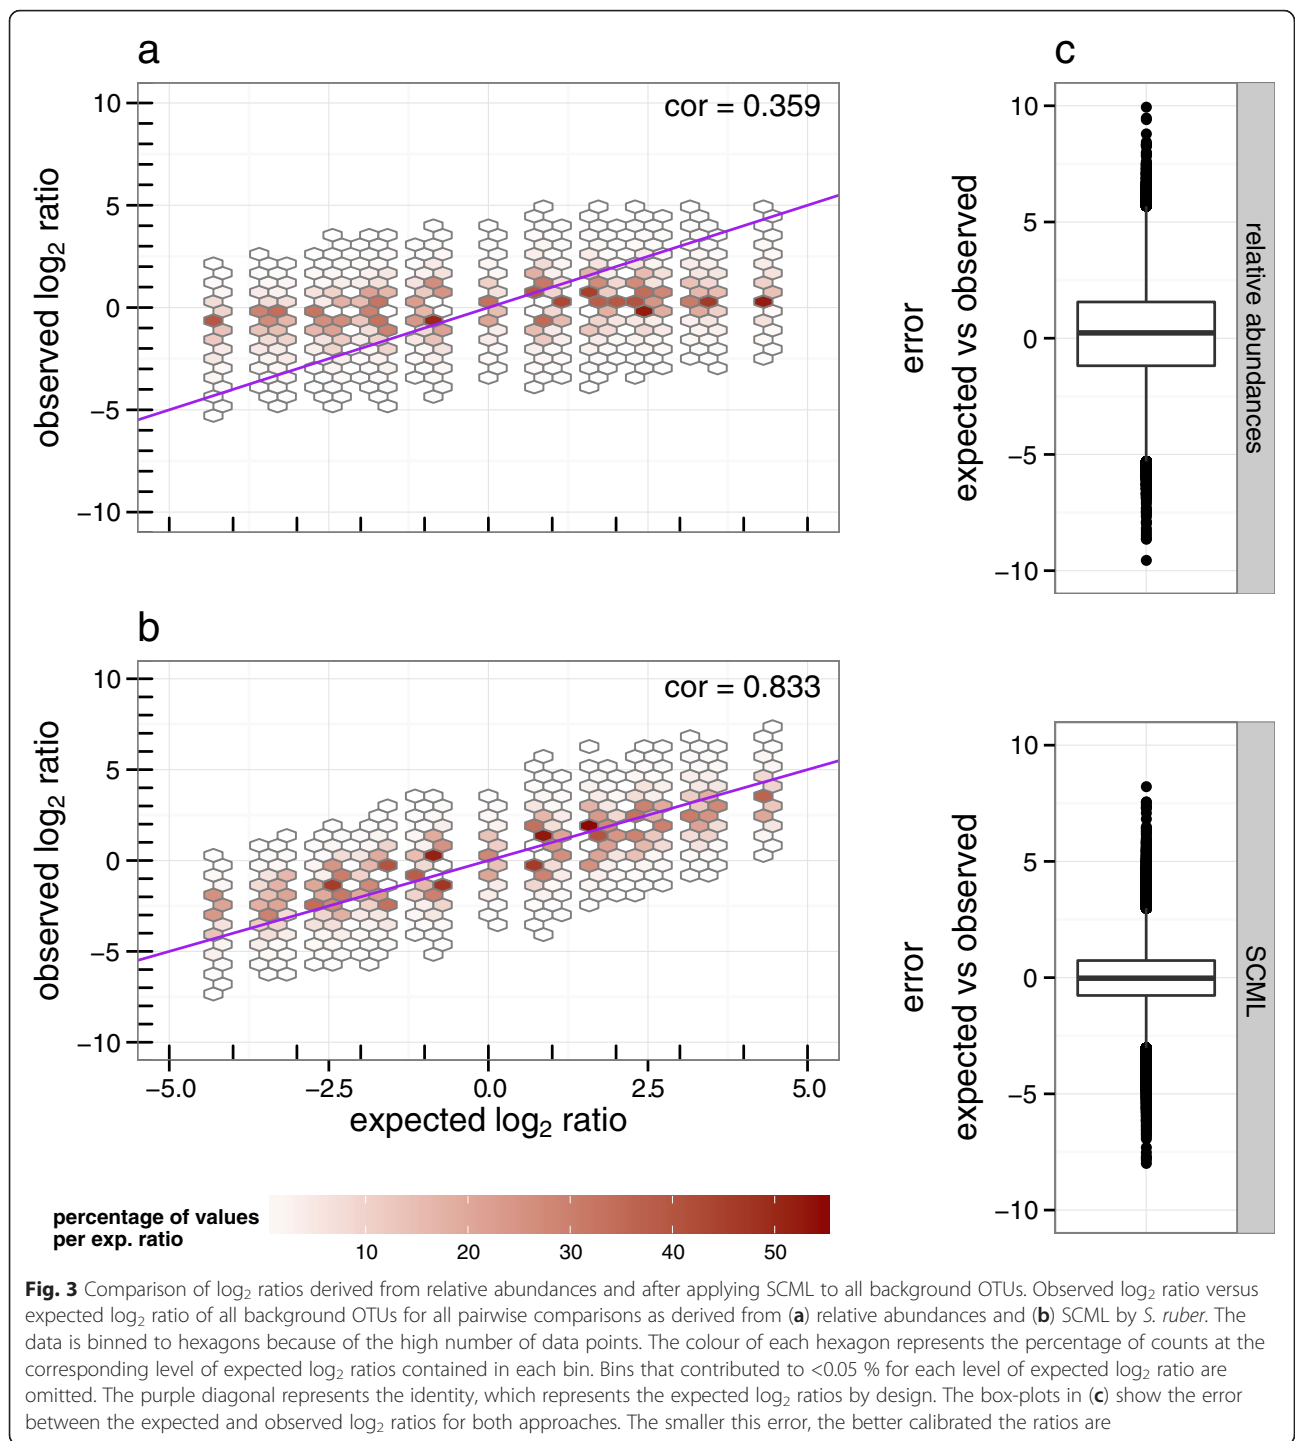 a
cor = 0.359
10
5
0
−5
−10
observed log₂ ratio
b
cor = 0.833
10
5
0
−5
−10
observed log₂ ratio
−5.0 −2.5 0.0 2.5 5.0
expected log₂ ratio
c
10
5
0
−5
−10
error
expected vs observed
relative abundances
10
5
0
−5
−10
error
expected vs observed
SCML
percentage of values
per exp. ratio
10 20 30 40 50
Fig. 3 Comparison of log₂ ratios derived from relative abundances and after applying SCML to all background OTUs. Observed log₂ ratio versus
expected log₂ ratio of all background OTUs for all pairwise comparisons as derived from (a) relative abundances and (b) SCML by S. ruber. The
data is binned to hexagons because of the high number of data points. The colour of each hexagon represents the percentage of counts at the
corresponding level of expected log₂ ratios contained in each bin. Bins that contributed to <0.05 % for each level of expected log₂ ratio are
omitted. The purple diagonal represents the identity, which represents the expected log₂ ratios by design. The box-plots in (c) show the error
between the expected and observed log₂ ratios for both approaches. The smaller this error, the better calibrated the ratios are